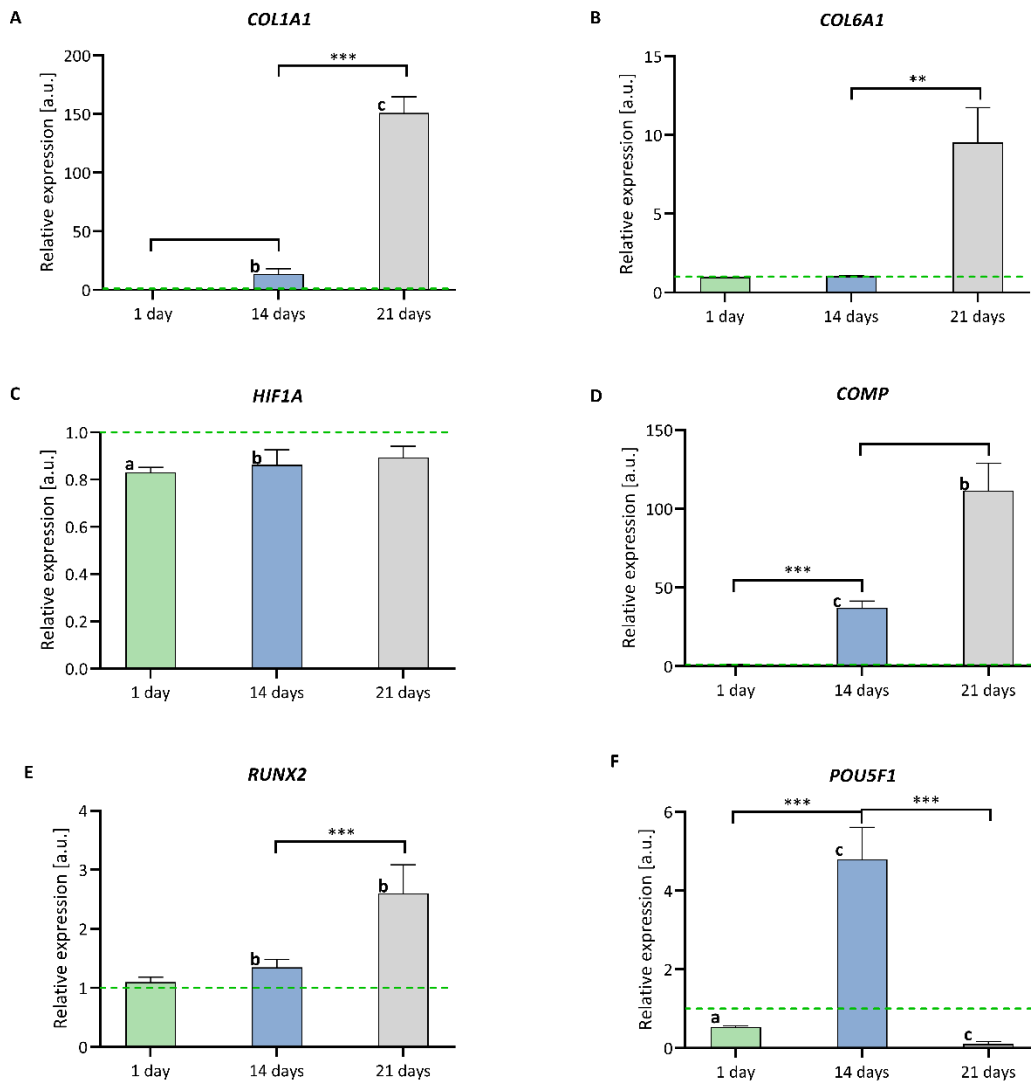 A
COL1A1
Relative expression [a.u.]
200
150
100
50
0
***
b
c
1 day
14 days
21 days
B
COL6A1
Relative expression [a.u.]
15
10
5
0
**
1 day
14 days
21 days
C
HIF1A
Relative expression [a.u.]
1.0
0.8
0.6
0.4
0.2
0.0
a
b
1 day
14 days
21 days
D
COMP
Relative expression [a.u.]
150
100
50
0
***
c
b
1 day
14 days
21 days
E
RUNX2
Relative expression [a.u.]
4
3
2
1
0
***
b
b
1 day
14 days
21 days
F
POU5F1
Relative expression [a.u.]
6
4
2
0
***
***
a
c
c
1 day
14 days
21 days